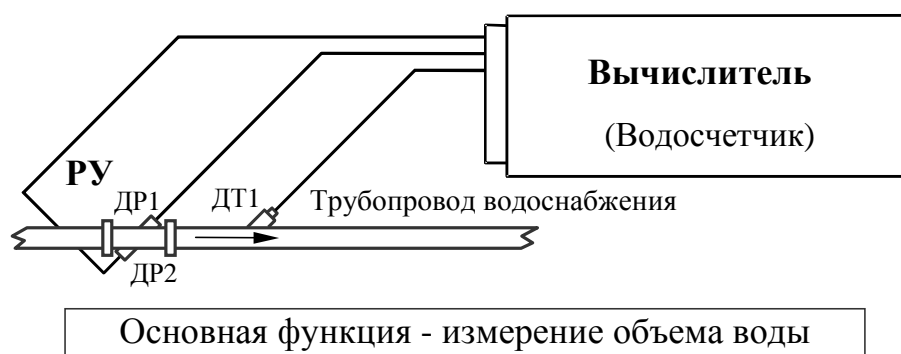 Вычислитель
(Водосчетчик)
РУ
ДР1
ДТ1
Трубопровод водоснабжения
ДР2
Основная функция - измерение объема воды